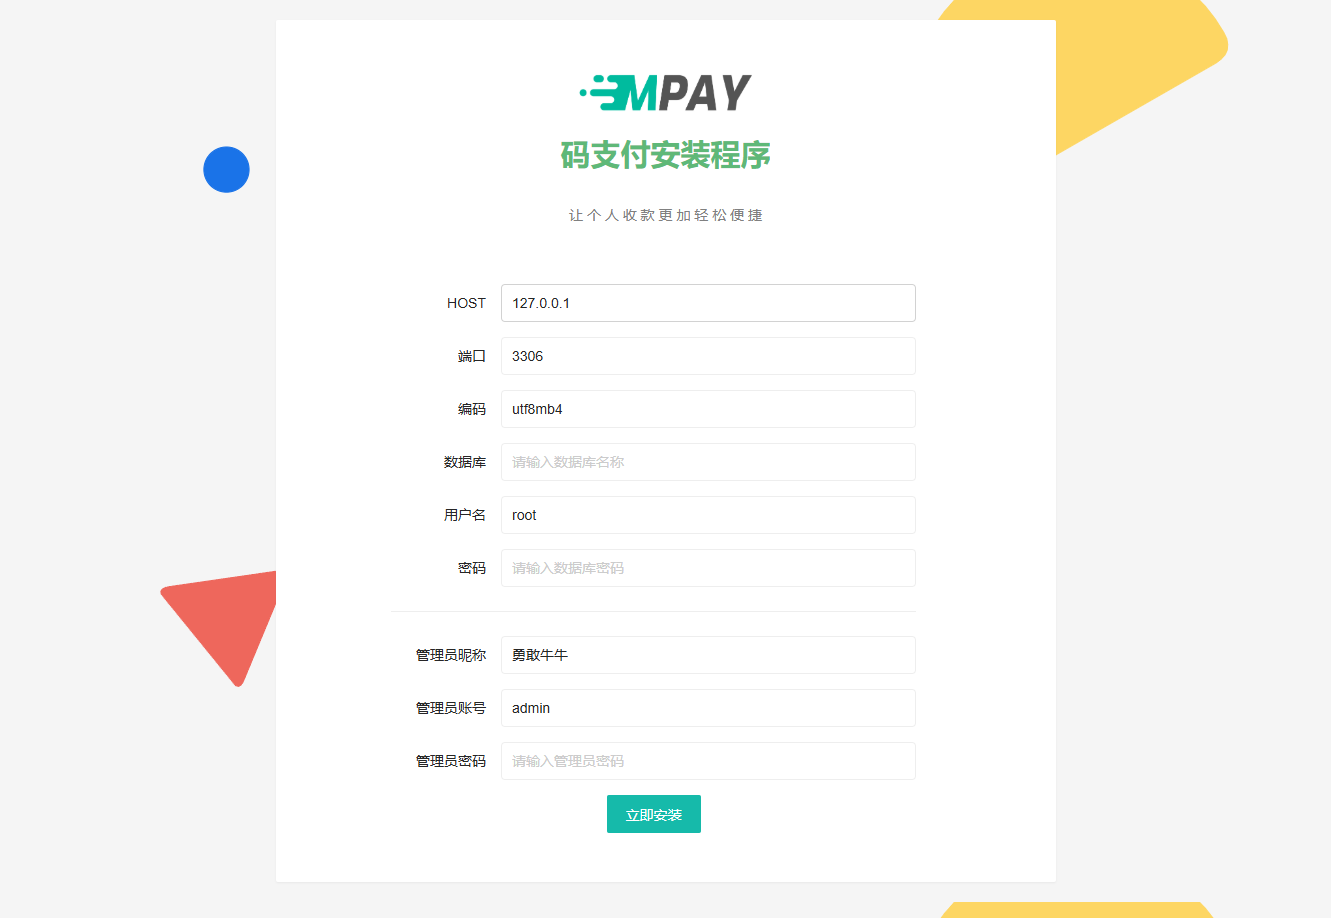 MPAY
码支付安装程序
让个人收款更加轻松便捷
HOST 127.0.0.1
端口 3306
编码 utf8mb4
数据库 请输入数据库名称
用户名 root
密码 请输入数据库密码
管理员昵称 勇敢牛牛
管理员账号 admin
管理员密码 请输入管理员密码
立即安装